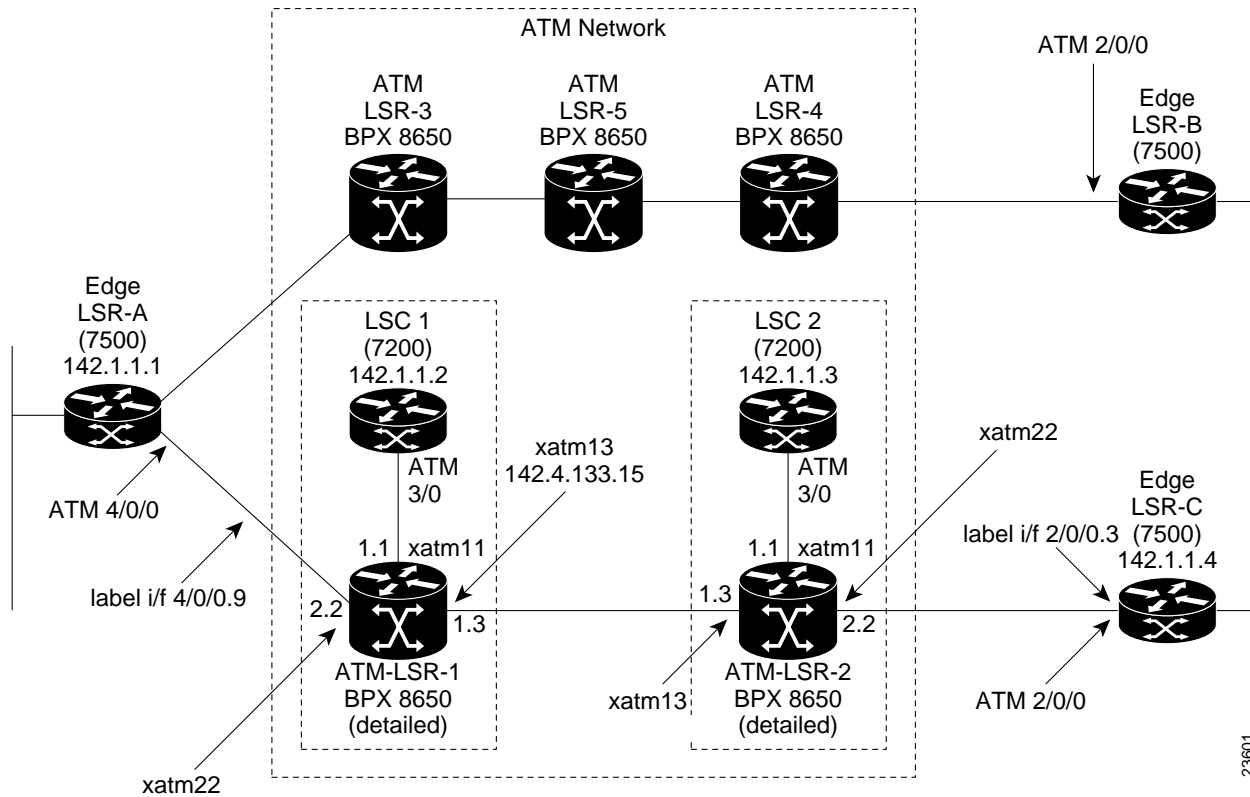 ATM Network
ATM 2/0/0
ATM
LSR-3
BPX 8650
ATM
LSR-5
BPX 8650
ATM
LSR-4
BPX 8650
Edge
LSR-B
(7500)
Edge
LSR-A
(7500)
142.1.1.1
LSC 1
(7200)
142.1.1.2
LSC 2
(7200)
142.1.1.3
ATM 4/0/0
label i/f 4/0/0.9
ATM
3/0
xatm13
142.4.133.15
ATM
3/0
xatm22
Edge
LSR-C
(7500)
142.1.1.4
label i/f 2/0/0.3
1.1
xatm11
2.2
1.3
1.1
xatm11
1.3
2.2
ATM-LSR-1
BPX 8650
(detailed)
xatm13
ATM-LSR-2
BPX 8650
(detailed)
ATM 2/0/0
xatm22
23601